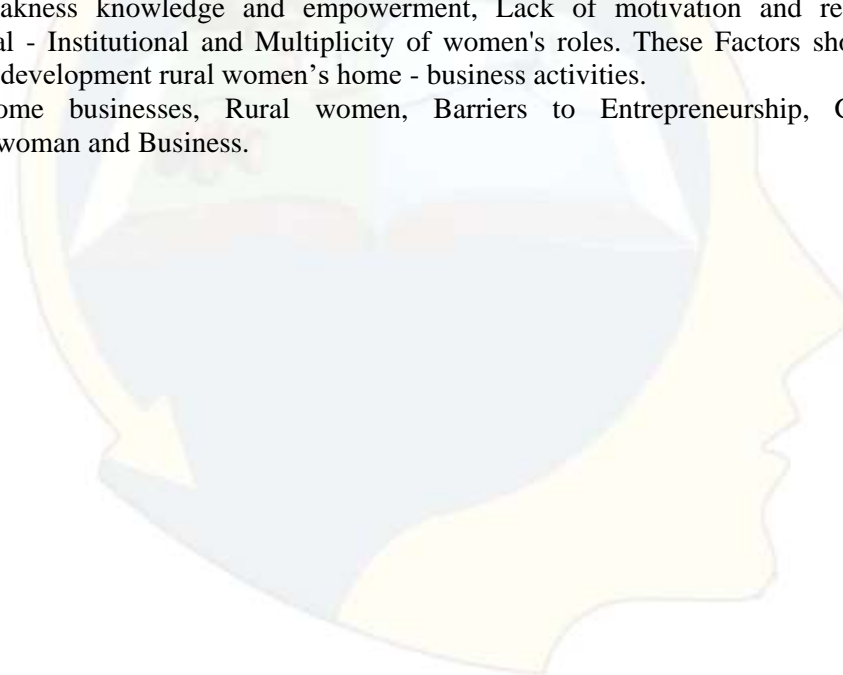 akness knowledge and empowerment, Lack of motivation and re
al - Institutional and Multiplicity of women's roles. These Factors sho
development rural women’s home - business activities.
ome businesses, Rural women, Barriers to Entrepreneurship,
woman and Business.